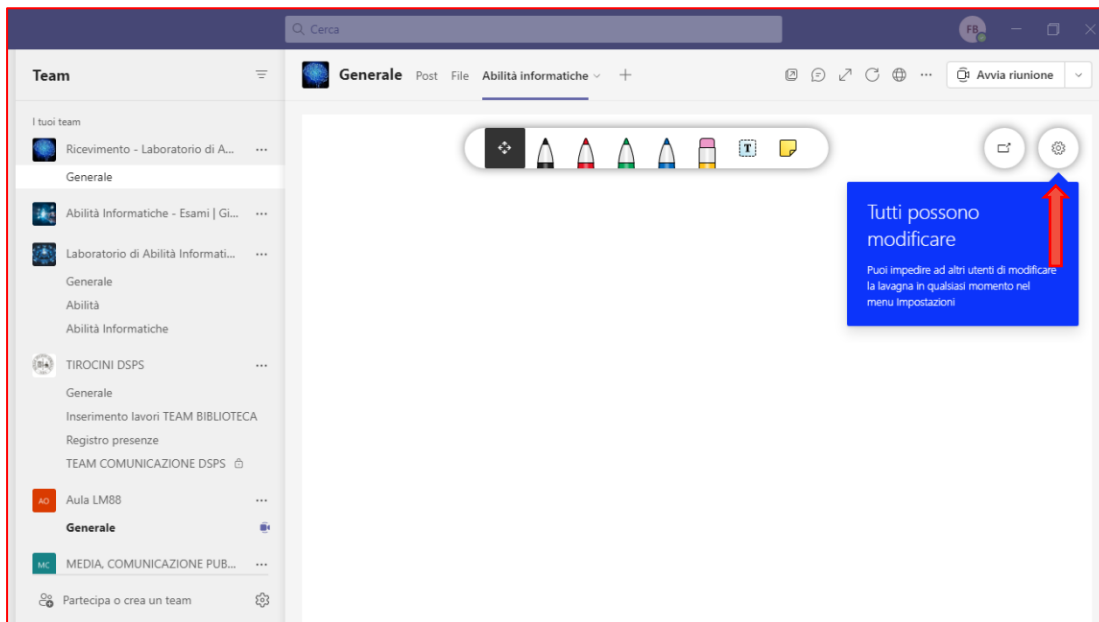 Cerca
FB
Team
I tuoi team
Ricevimento - Laboratorio di A...
Generale
Abilità Informatiche - Esami | Gi...
Laboratorio di Abilità Informati...
Generale
Abilità
Abilità Informatiche
TIROCINI DSPS
Generale
Inserimento lavori TEAM BIBLIOTECA
Registro presenze
TEAM COMUNICAZIONE DSPS
AO Aula LM88
Generale
MC MEDIA, COMUNICAZIONE PUB...
Partecipa o crea un team
Generale Post File Abilità informatiche
Avvia riunione
T
Tutti possono
modificare
Puoi impedire ad altri utenti di modificare
la lavagna in qualsiasi momento nel
menu Impostazioni